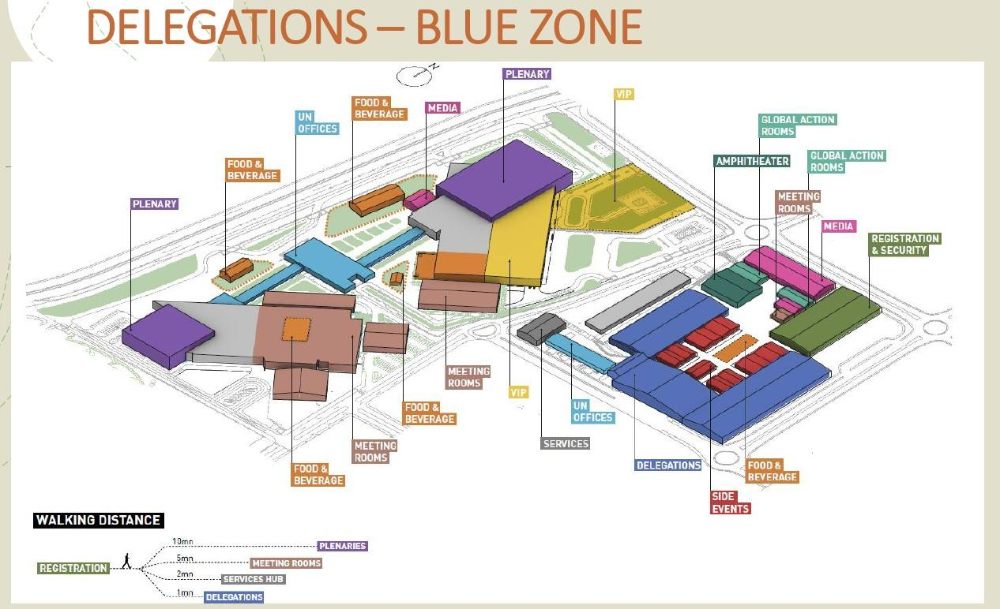 DELEGATIONS – BLUE ZONE
N
PLENARY
VIP
FOOD &
BEVERAGE
MEDIA
UN
OFFICES
GLOBAL ACTION
ROOMS
AMPHITHEATER
GLOBAL ACTION
ROOMS
FOOD &
BEVERAGE
MEETING
ROOMS
PLENARY
MEDIA
REGISTRATION
& SECURITY
MEETING
ROOMS
VIP
FOOD &
BEVERAGE
UN
OFFICES
SERVICES
MEETING
ROOMS
FOOD &
BEVERAGE
DELEGATIONS
FOOD &
BEVERAGE
SIDE
EVENTS
WALKING DISTANCE
REGISTRATION
10mn PLENARIES
5mn MEETING ROOMS
2mn SERVICES HUB
1mn DELEGATIONS